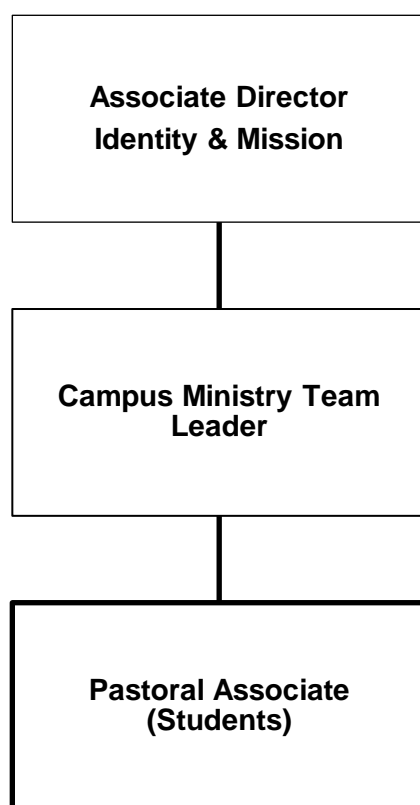 Associate Director
Identity & Mission
Campus Ministry Team
Leader
Pastoral Associate
(Students)